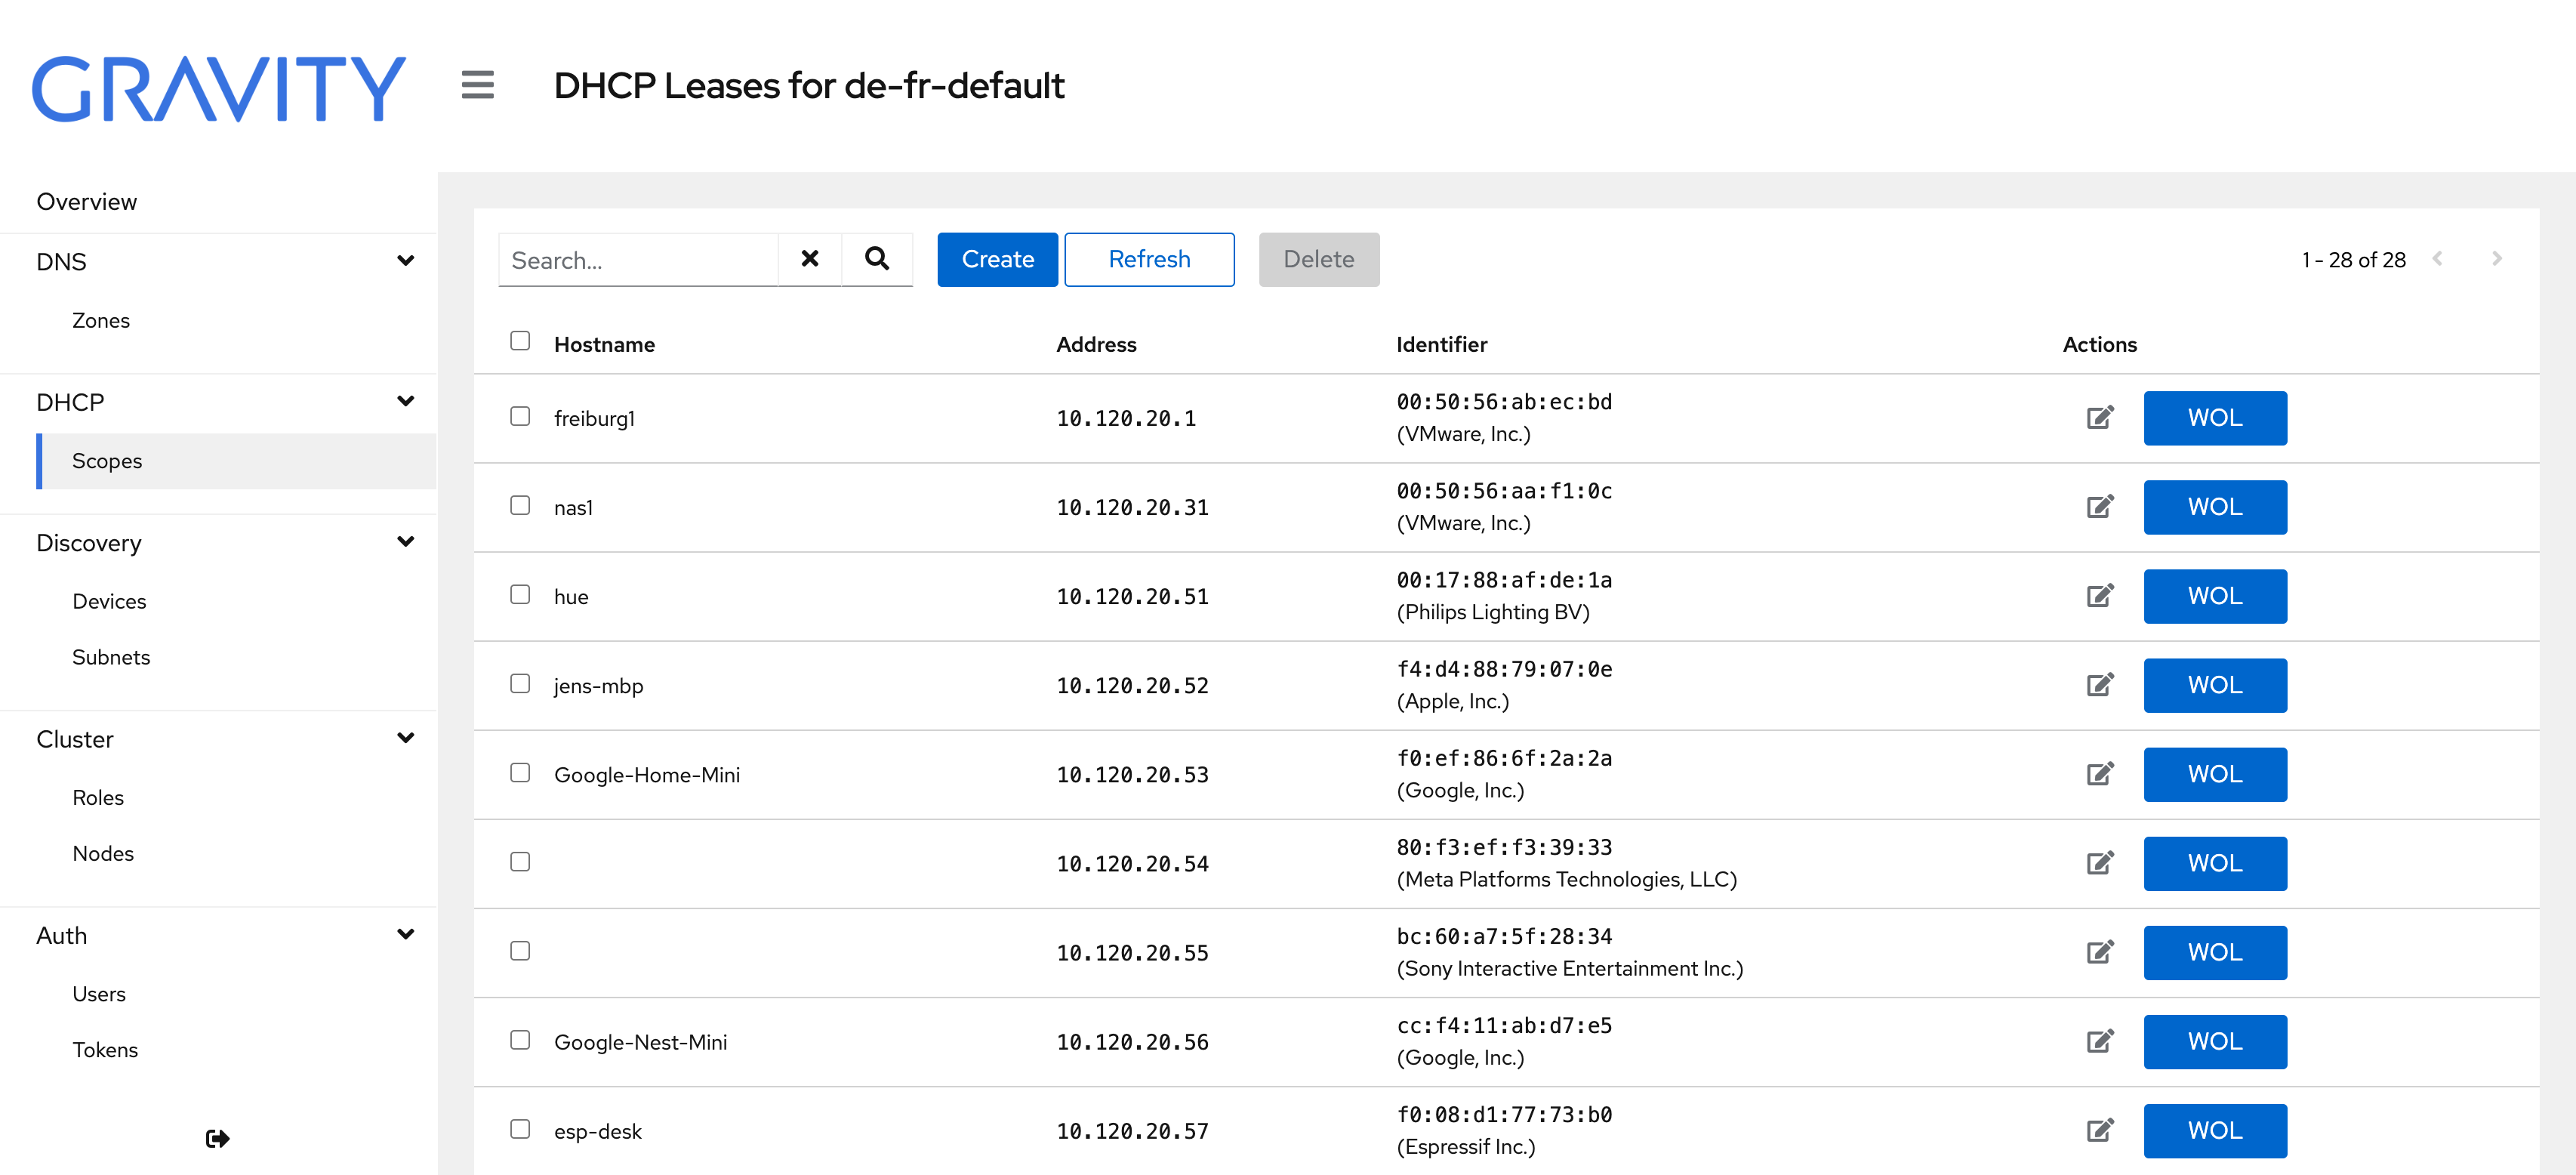 GRAVITY
DHCP Leases for de-fr-default
Overview
DNS
Zones
DHCP
Scopes
Discovery
Devices
Subnets
Cluster
Roles
Nodes
Auth
Users
Tokens
Search...
Create
Refresh
Delete
1 - 28 of 28
Hostname Address Identifier Actions
freiburg1 10.120.20.1 00:50:56:ab:ec:bd WOL
(VMware, Inc.)
nas1 10.120.20.31 00:50:56:aa:f1:0c WOL
(VMware, Inc.)
hue 10.120.20.51 00:17:88:af:de:1a WOL
(Philips Lighting BV)
jens-mbp 10.120.20.52 f4:d4:88:79:07:0e WOL
(Apple, Inc.)
Google-Home-Mini 10.120.20.53 f0:ef:86:6f:2a:2a WOL
(Google, Inc.)
10.120.20.54 80:f3:ef:f3:39:33 WOL
(Meta Platforms Technologies, LLC)
10.120.20.55 bc:60:a7:5f:28:34 WOL
(Sony Interactive Entertainment Inc.)
Google-Nest-Mini 10.120.20.56 cc:f4:11:ab:d7:e5 WOL
(Google, Inc.)
esp-desk 10.120.20.57 f0:08:d1:77:73:b0 WOL
(Espressif Inc.)